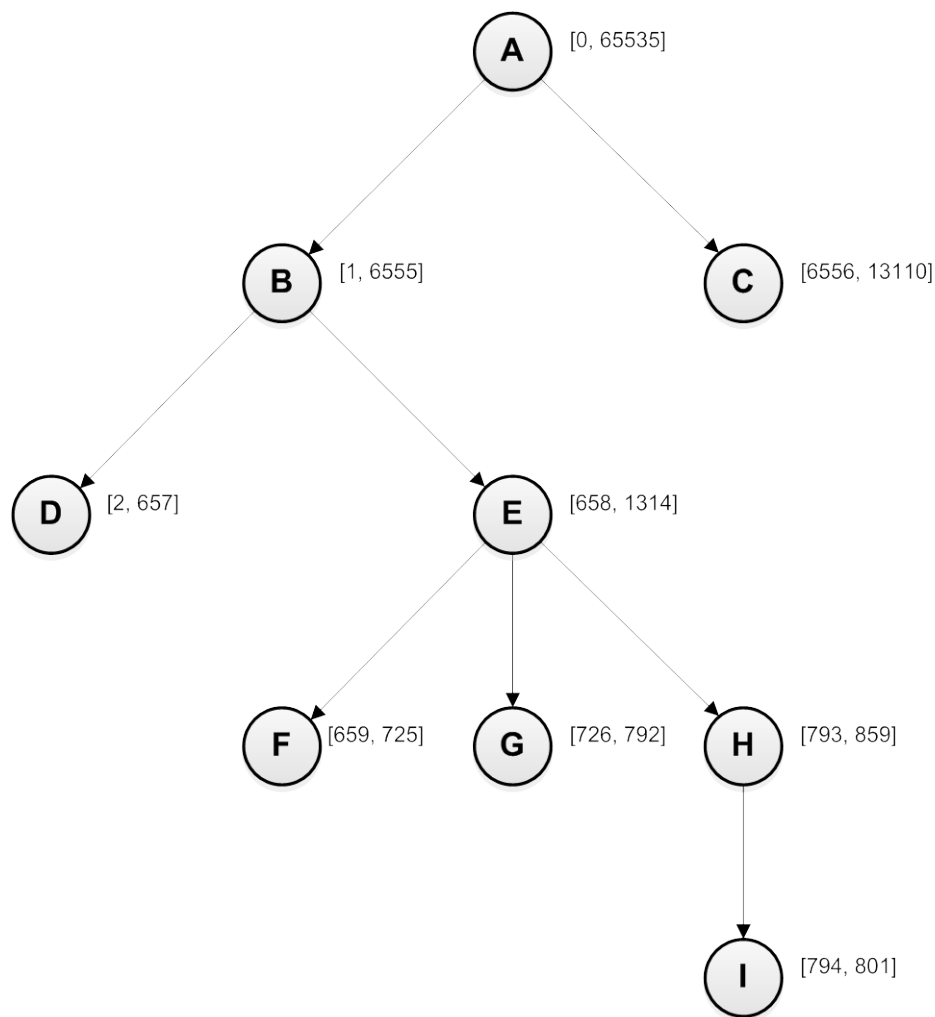 A [0, 65535]
B [1, 6555]
C [6556, 13110]
D [2, 657]
E [658, 1314]
F [659, 725]
G [726, 792]
H [793, 859]
I [794, 801]